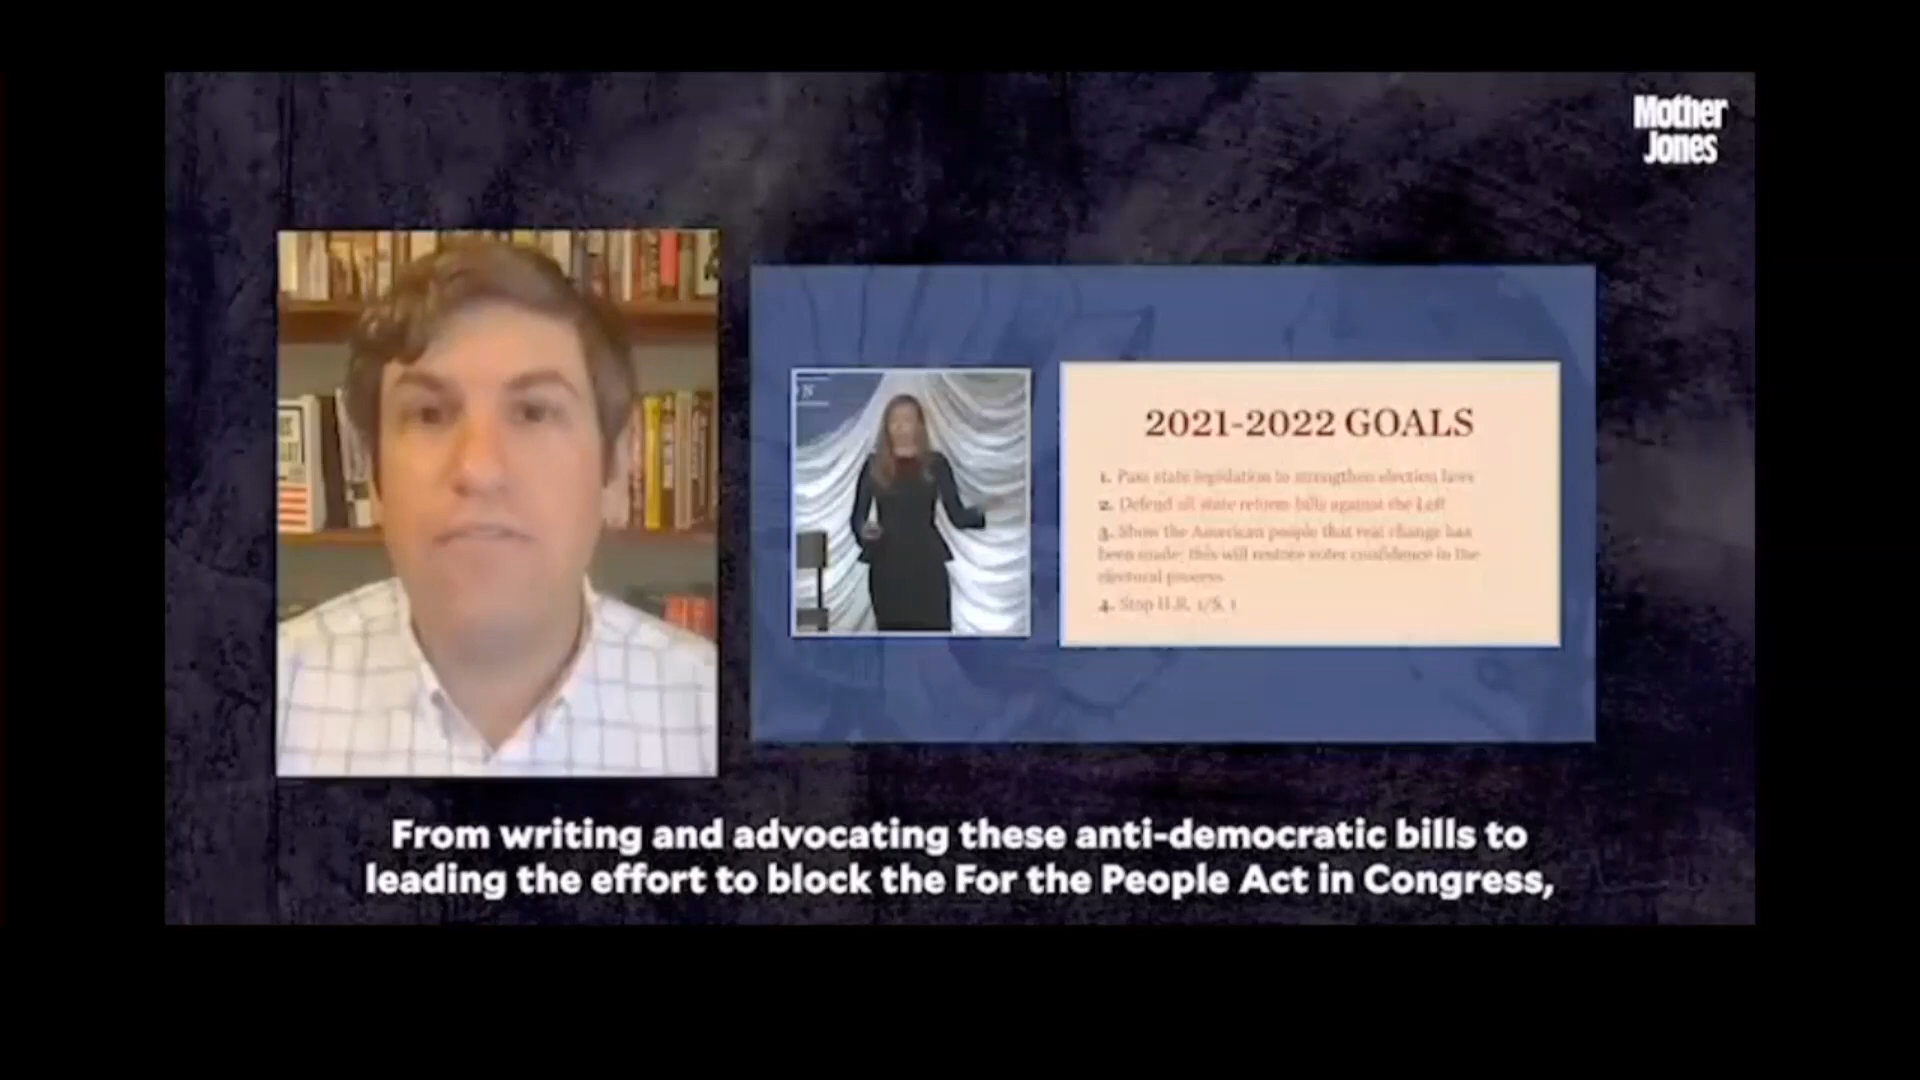 Mother
Jones
2021-2022 GOALS
1. Pass state legislation to strengthen election laws
2. Defend all state reform bills against the Left
3. Show the American people that real change has
been made; this will restore voter confidence in the
electoral process
4. Stop H.R. 1/S. 1
From writing and advocating these anti-democratic bills to
leading the effort to block the For the People Act in Congress,